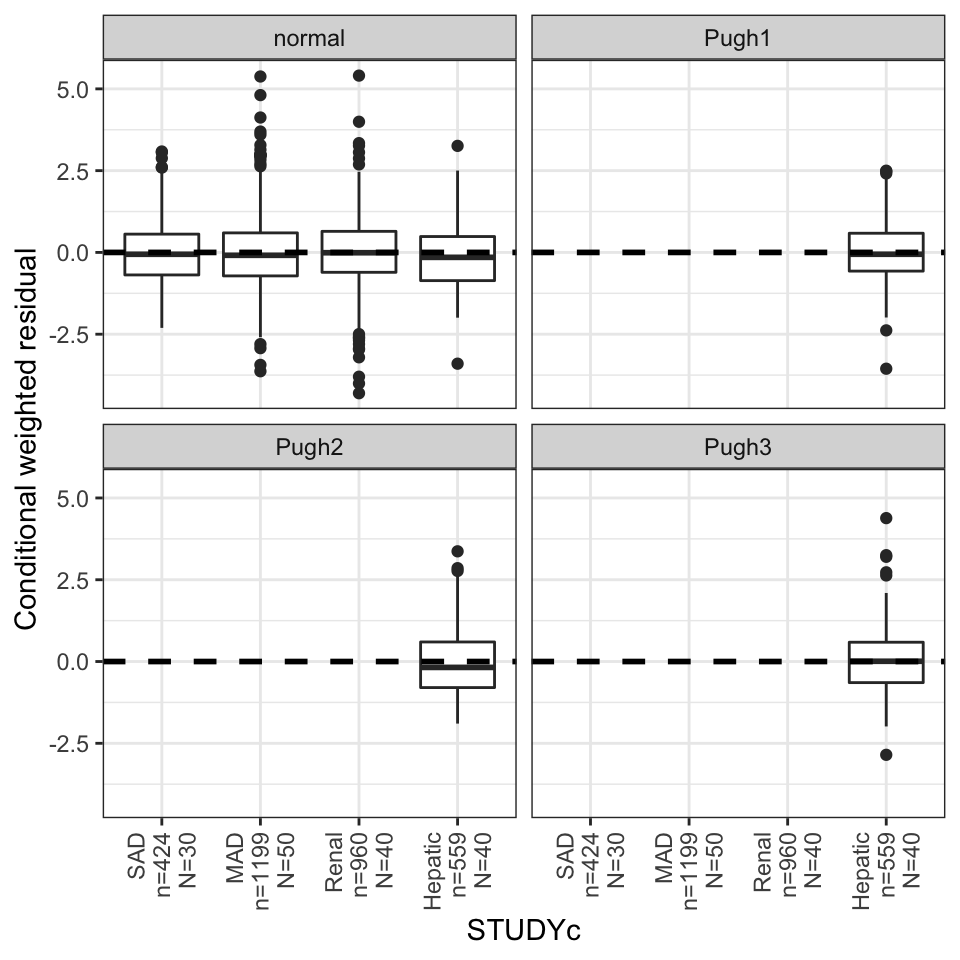 normal
Pugh1
5.0
2.5
0.0
-2.5
Pugh2
Pugh3
5.0
2.5
0.0
-2.5
Conditional weighted residual
SAD
n=424
N=30
MAD
n=1199
N=50
Renal
n=960
N=40
Hepatic
n=559
N=40
SAD
n=424
N=30
MAD
n=1199
N=50
Renal
n=960
N=40
Hepatic
n=559
N=40
STUDYc